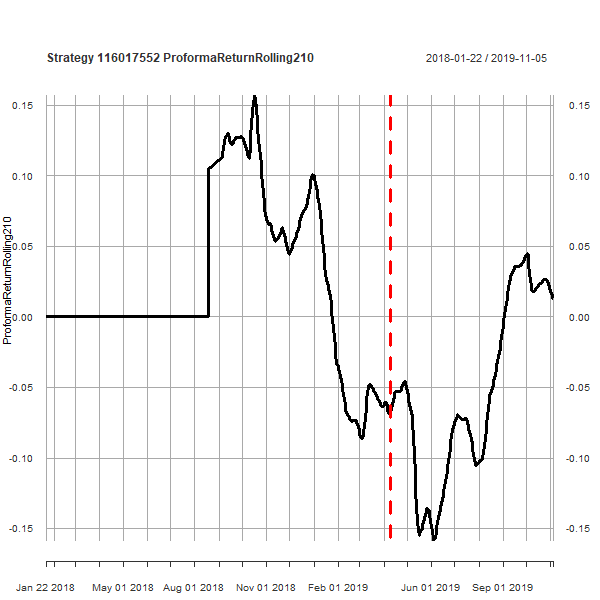 Strategy 116017552 ProformaReturnRolling210 2018-01-22 / 2019-11-05
0.15 0.15
0.10 0.10
0.05 0.05
0.00 0.00
-0.05 -0.05
-0.10 -0.10
-0.15 -0.15
ProformaReturnRolling210
Jan 22 2018 May 01 2018 Aug 01 2018 Nov 01 2018 Feb 01 2019 Jun 01 2019 Sep 01 2019